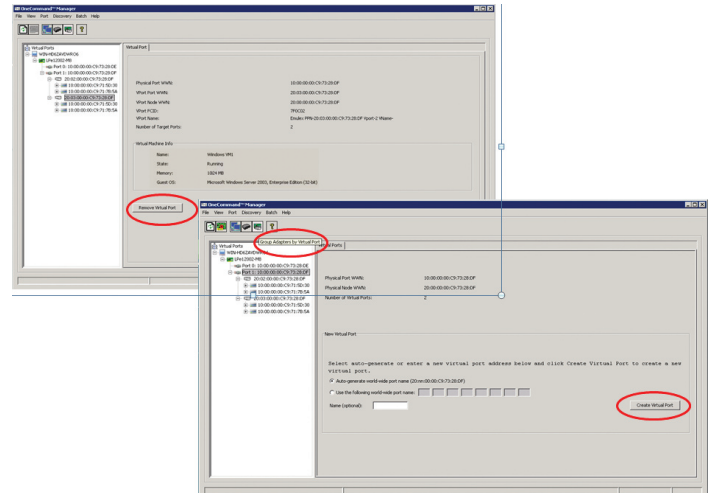 OneCommand™ Manager
File View Port Discovery Batch Help
Virtual Ports
WIN-HD6ZAVEWRO6
LPe12002-M8
Port 0: 10:00:00:00:C9:73:28:DE
Port 1: 10:00:00:00:C9:73:28:DF
20:02:00:00:C9:73:28:DF
10:00:00:00:C9:71:5D:30
10:00:00:00:C9:71:7B:5A
20:03:00:00:C9:73:28:DF
10:00:00:00:C9:71:5D:30
10:00:00:00:C9:71:7B:5A
Virtual Port
Physical Port WWN: 10:00:00:00:C9:73:28:DF
VPort Port WWN: 20:03:00:00:C9:73:28:DF
VPort Node WWN: 20:00:00:00:C9:73:28:DF
VPort FCID: 7F0C02
VPort Name: Emulex PPN-10:00:00:00:C9:73:28:DF Vport-2 VName-
Number of Target Ports: 2
Virtual Machine Info
Name: Windows VM1
State: Running
Memory: 1024 MB
Guest OS: Microsoft Windows Server 2003, Enterprise Edition (32-bit)
Remove Virtual Port
OneCommand™ Manager
File View Port Discovery Batch Help
Group Adapters by Virtual Port
Virtual Ports
LPe12002-M8
Port 0: 10:00:00:00:C9:73:28:DE
Port 1: 10:00:00:00:C9:73:28:DF
20:02:00:00:C9:73:28:DF
10:00:00:00:C9:71:5D:30
10:00:00:00:C9:71:7B:5A
20:03:00:00:C9:73:28:DF
10:00:00:00:C9:71:5D:30
10:00:00:00:C9:71:7B:5A
Virtual Ports
Physical Port WWN: 10:00:00:00:C9:73:28:DF
Physical Node WWN: 20:00:00:00:C9:73:28:DF
Number of Virtual Ports: 2
New Virtual Port
Select auto-generate or enter a new virtual port address below and click Create Virtual Port to create a new
virtual port.
Auto-generate world-wide port name (20:nn:00:00:C9:73:28:DF)
Use the following world-wide port name:
Name (optional):
Create Virtual Port